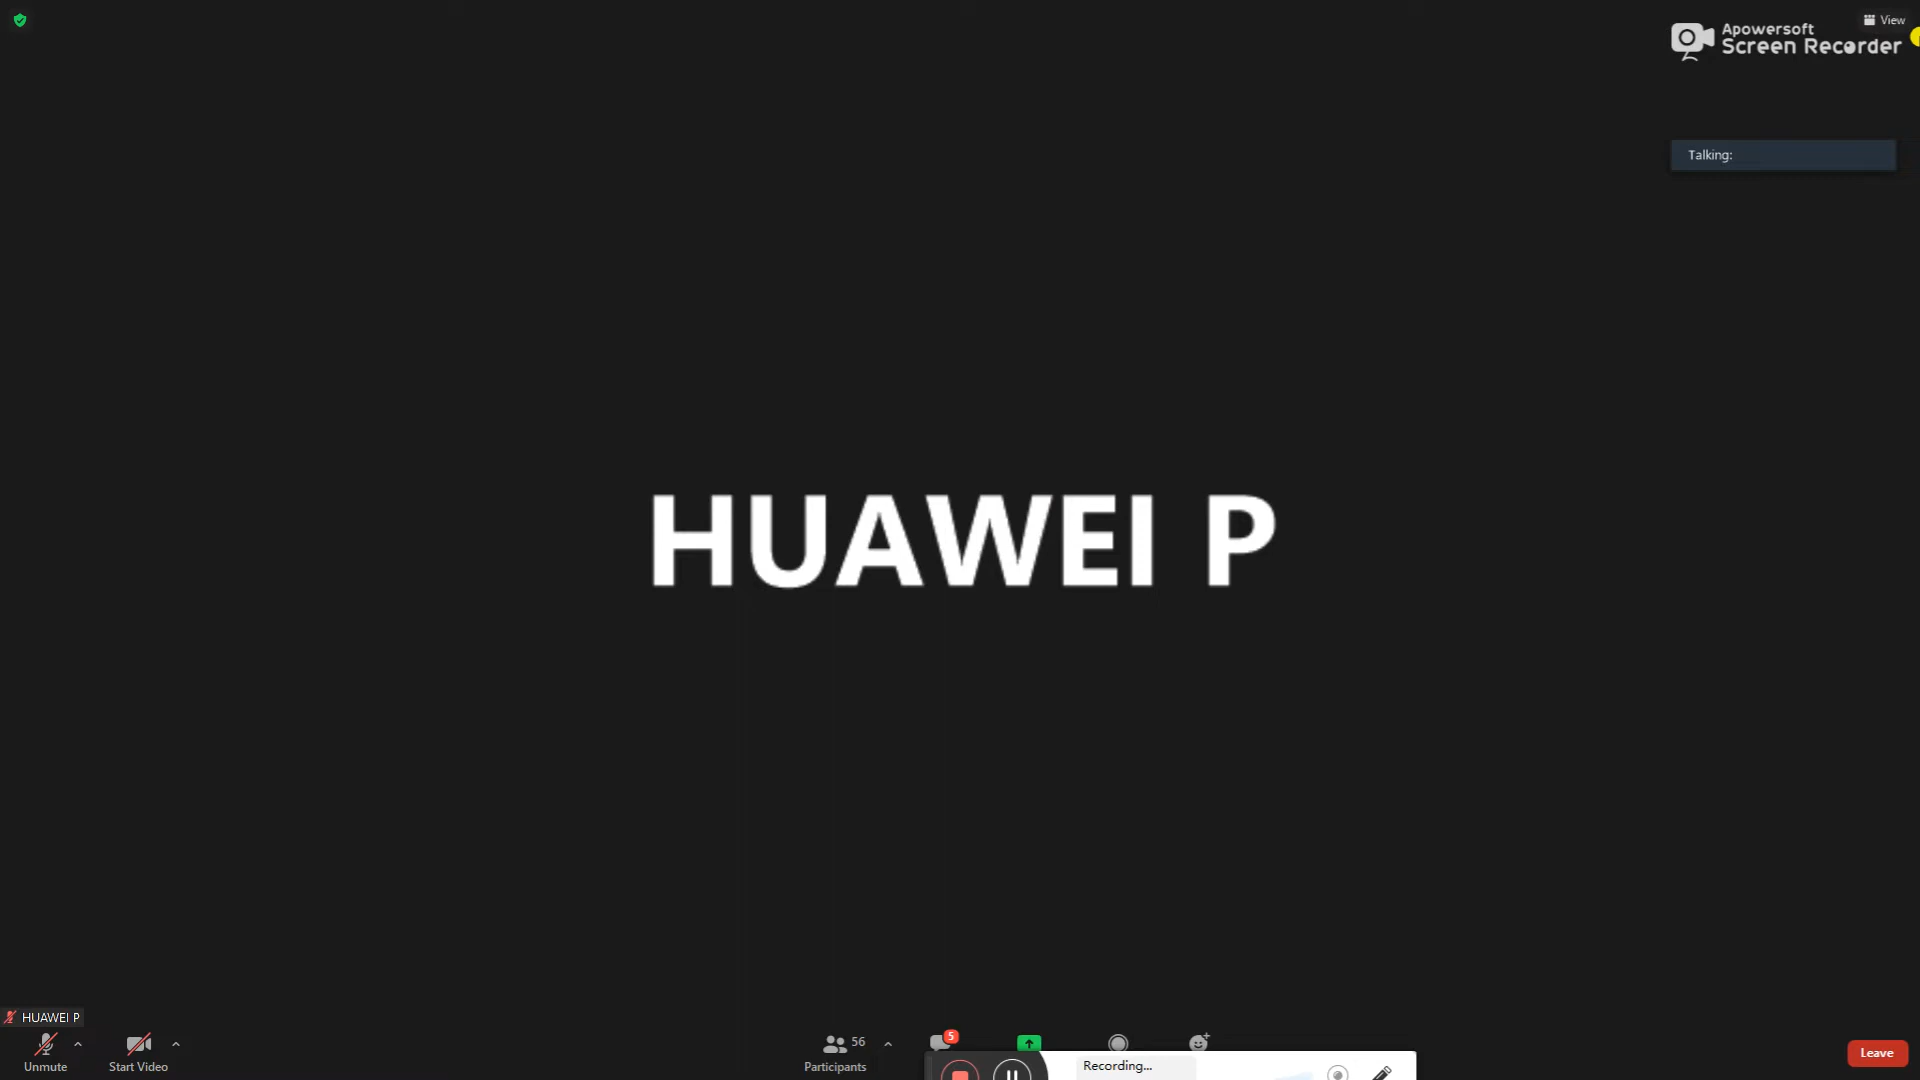 View
Apowersoft
Screen Recorder
Talking:
HUAWEI P
HUAWEI P
Unmute
Start Video
56
Participants
5
Recording...
Leave